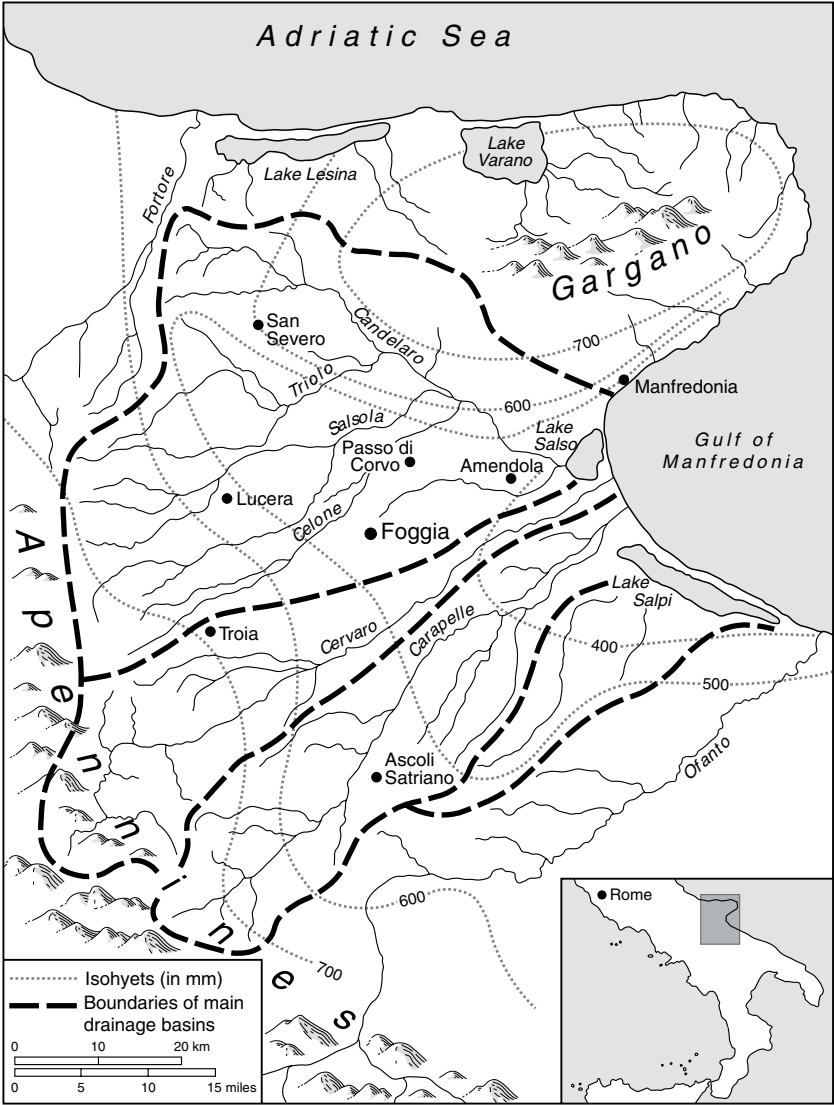 Adriatic Sea
Lake
Varano
Lake Lesina
Fortore
Gargano
San
Severo
Candelaro
700
Triolo
Manfredonia
600
Salsola
Lake
Salso
Gulf of
Manfredonia
Passo di
Corvo
Amendola
Lucera
Celone
Foggia
Apennines
Lake
Salpi
Troia
Cervaro
Carapelle
400
500
Ascoli
Satriano
Ofanto
600
700
Rome
Isohyets (in mm)
Boundaries of main
drainage basins
0 10 20 km
0 5 10 15 miles